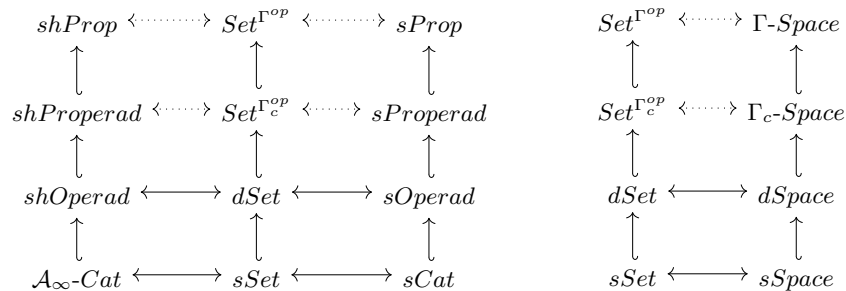 shProp Set^{Γ^{op}} sProp Set^{Γ^{op}} Γ-Space
shProperad Set^{Γ_c^{op}} sProperad Set^{Γ_c^{op}} Γ_c-Space
shOperad dSet sOperad dSet dSpace
𝒜_∞-Cat sSet sCat sSet sSpace